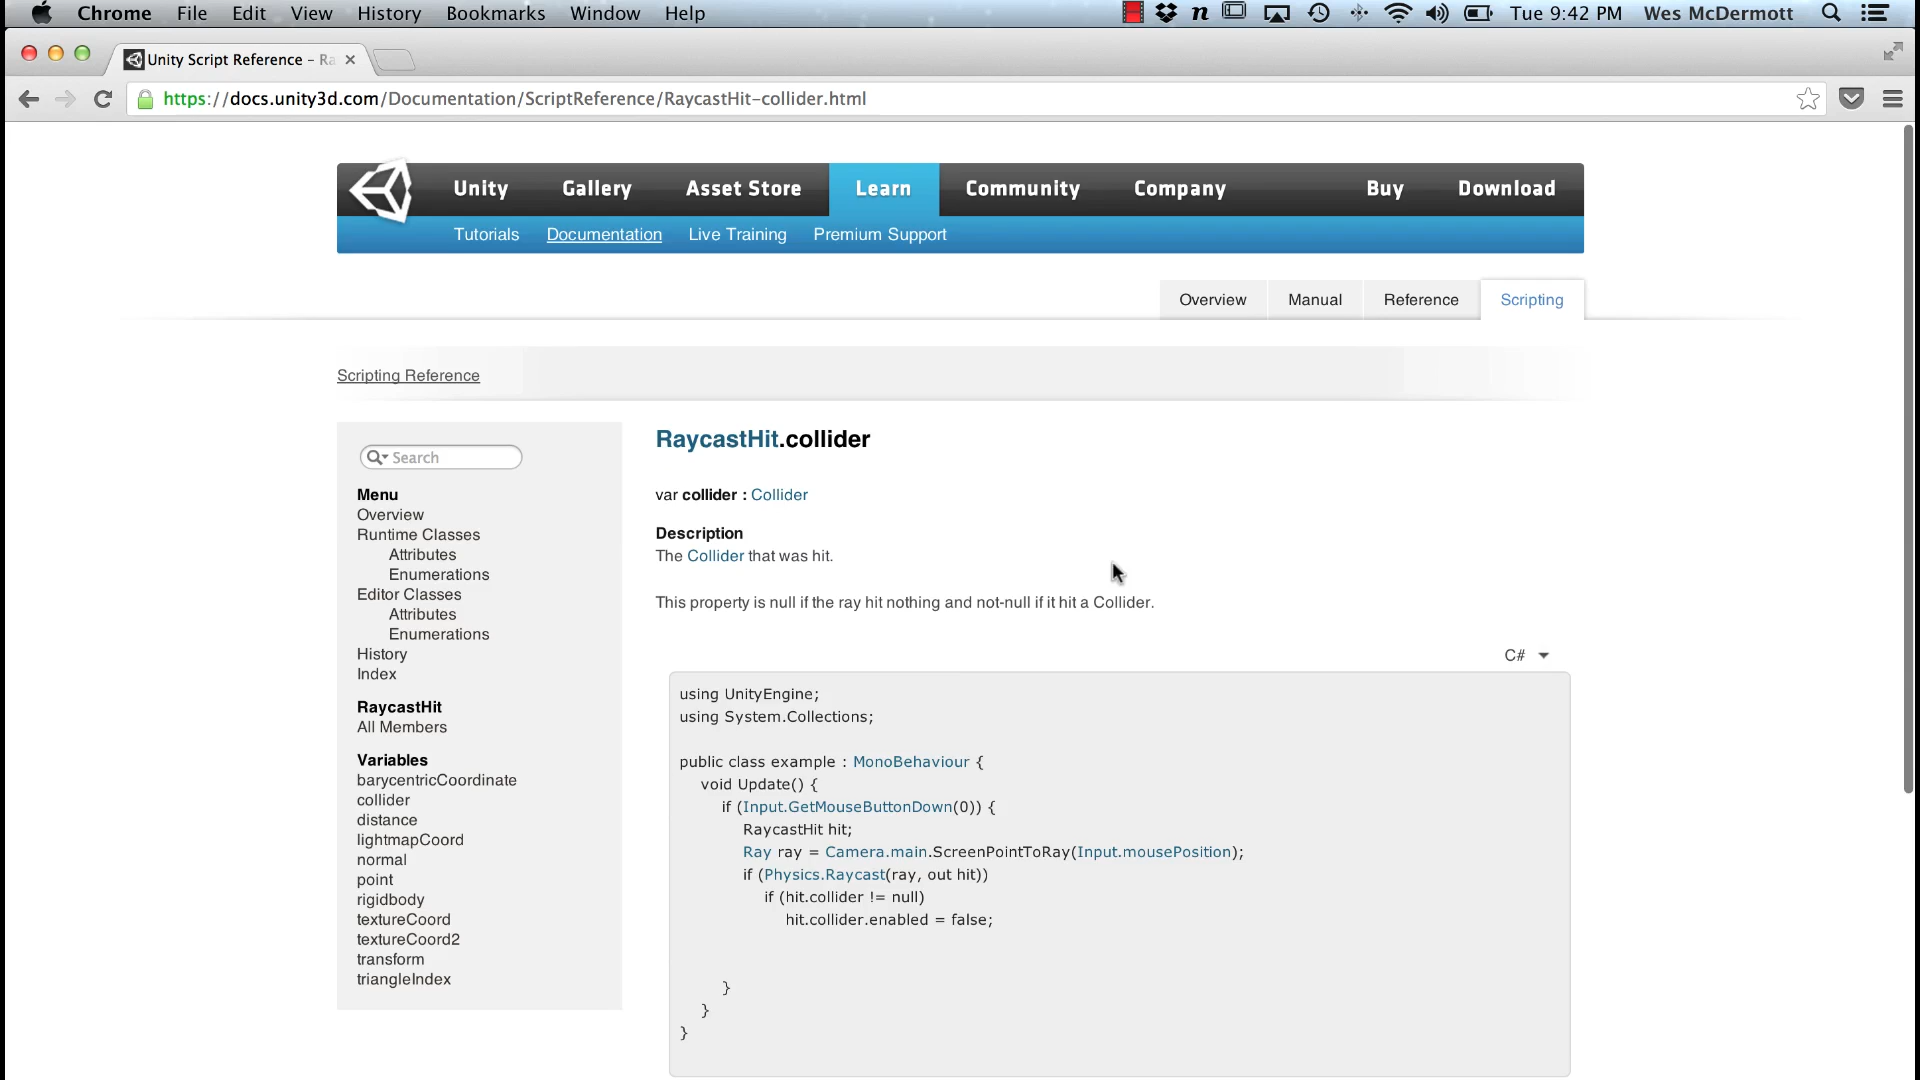 Chrome File Edit View History Bookmarks Window Help Tue 9:42 PM Wes McDermott
Unity Script Reference – Ra
https://docs.unity3d.com/Documentation/ScriptReference/RaycastHit-collider.html
Unity Gallery Asset Store Learn Community Company Buy Download
Tutorials Documentation Live Training Premium Support
Overview Manual Reference Scripting
Scripting Reference
Search
Menu
Overview
Runtime Classes
Attributes
Enumerations
Editor Classes
Attributes
Enumerations
History
Index
RaycastHit
All Members
Variables
barycentricCoordinate
collider
distance
lightmapCoord
normal
point
rigidbody
textureCoord
textureCoord2
transform
triangleIndex
RaycastHit.collider
var collider : Collider
Description
The Collider that was hit.
This property is null if the ray hit nothing and not-null if it hit a Collider.
C#
using UnityEngine;
using System.Collections;
public class example : MonoBehaviour {
void Update() {
if (Input.GetMouseButtonDown(0)) {
RaycastHit hit;
Ray ray = Camera.main.ScreenPointToRay(Input.mousePosition);
if (Physics.Raycast(ray, out hit))
if (hit.collider != null)
hit.collider.enabled = false;
}
}
}